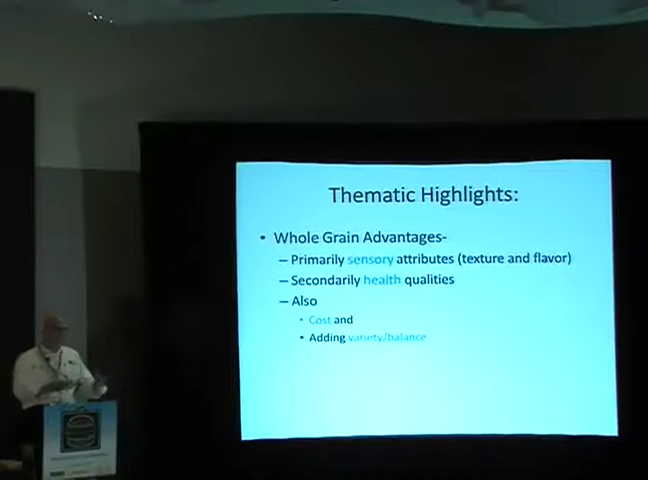 Thematic Highlights:
• Whole Grain Advantages-
– Primarily sensory attributes (texture and flavor)
– Secondarily health qualities
– Also
• Cost and
• Adding variety/balance